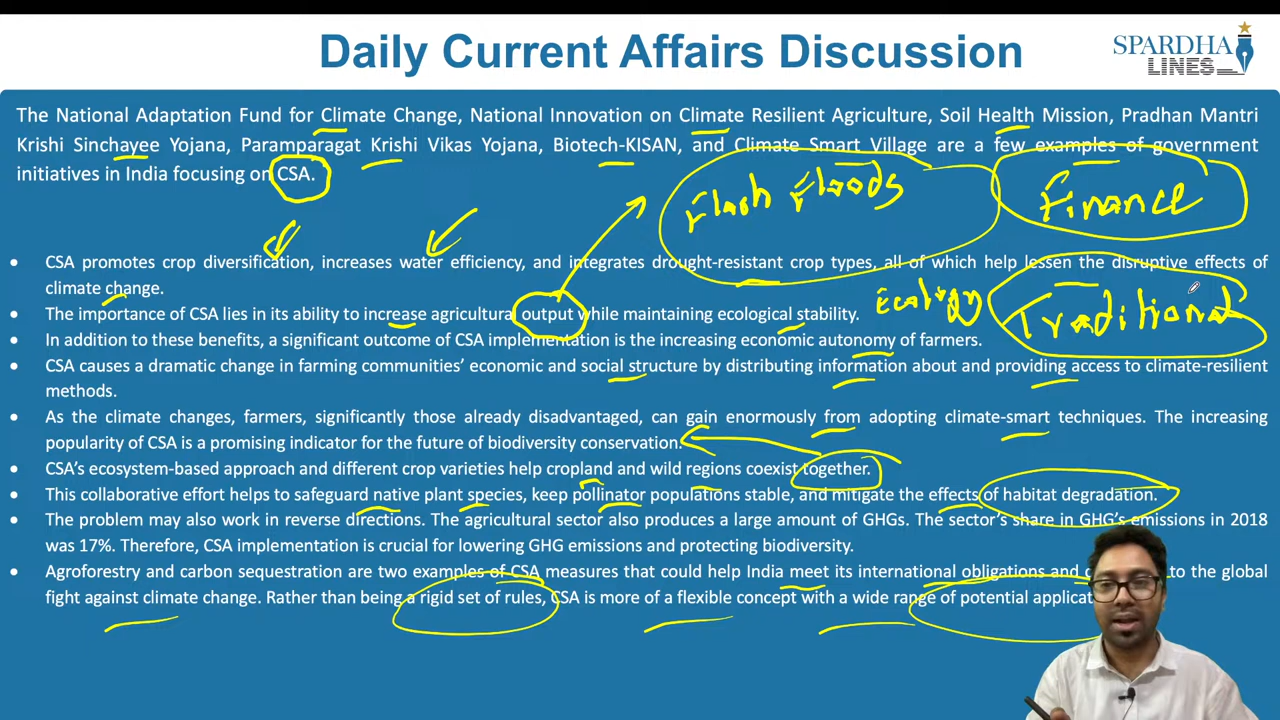 Daily Current Affairs Discussion
SPARDHA
LINES
The National Adaptation Fund for Climate Change, National Innovation on Climate Resilient Agriculture, Soil Health Mission, Pradhan Mantri
Krishi Sinchayee Yojana, Paramparagat Krishi Vikas Yojana, Biotech-KISAN, and Climate Smart Village are a few examples of government
initiatives in India focusing on CSA.
Flash Floods
Finance
• CSA promotes crop diversification, increases water efficiency, and integrates drought-resistant crop types, all of which help lessen the disruptive effects of
climate change.
• The importance of CSA lies in its ability to increase agricultural output while maintaining ecological stability.
Ecology
Traditional
• In addition to these benefits, a significant outcome of CSA implementation is the increasing economic autonomy of farmers.
• CSA causes a dramatic change in farming communities' economic and social structure by distributing information about and providing access to climate-resilient
methods.
• As the climate changes, farmers, significantly those already disadvantaged, can gain enormously from adopting climate-smart techniques. The increasing
popularity of CSA is a promising indicator for the future of biodiversity conservation.
• CSA's ecosystem-based approach and different crop varieties help cropland and wild regions coexist together.
• This collaborative effort helps to safeguard native plant species, keep pollinator populations stable, and mitigate the effects of habitat degradation.
• The problem may also work in reverse directions. The agricultural sector also produces a large amount of GHGs. The sector's share in GHG's emissions in 2018
was 17%. Therefore, CSA implementation is crucial for lowering GHG emissions and protecting biodiversity.
• Agroforestry and carbon sequestration are two examples of CSA measures that could help India meet its international obligations and to the global
fight against climate change. Rather than being a rigid set of rules, CSA is more of a flexible concept with a wide range of potential